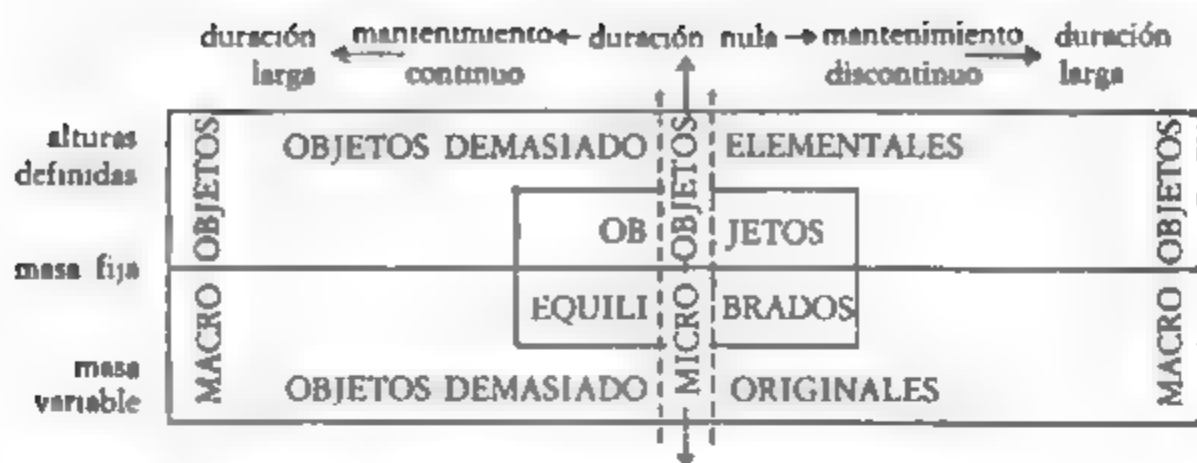 duración mantenimiento duración nula mantenimiento duración
larga continuo discontinuo larga
alturas
definidas
masa fija
masa
variable
MACRO OBJETOS
OBJETOS DEMASIADO ELEMENTALES
OB JETOS
EQUILI BRADOS
OBJETOS DEMASIADO ORIGINALES
MICRO OBJETOS
MACRO OBJETOS